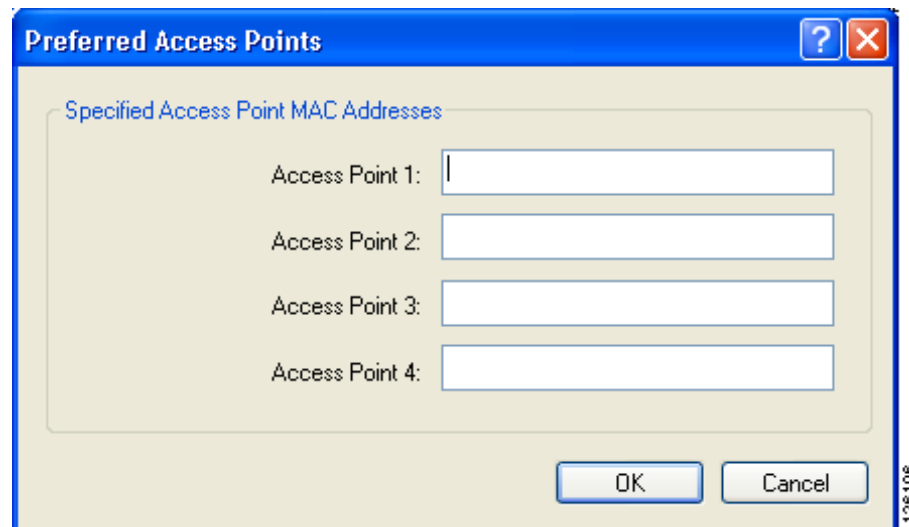 Preferred Access Points
?
Specified Access Point MAC Addresses
Access Point 1:
Access Point 2:
Access Point 3:
Access Point 4:
OK Cancel